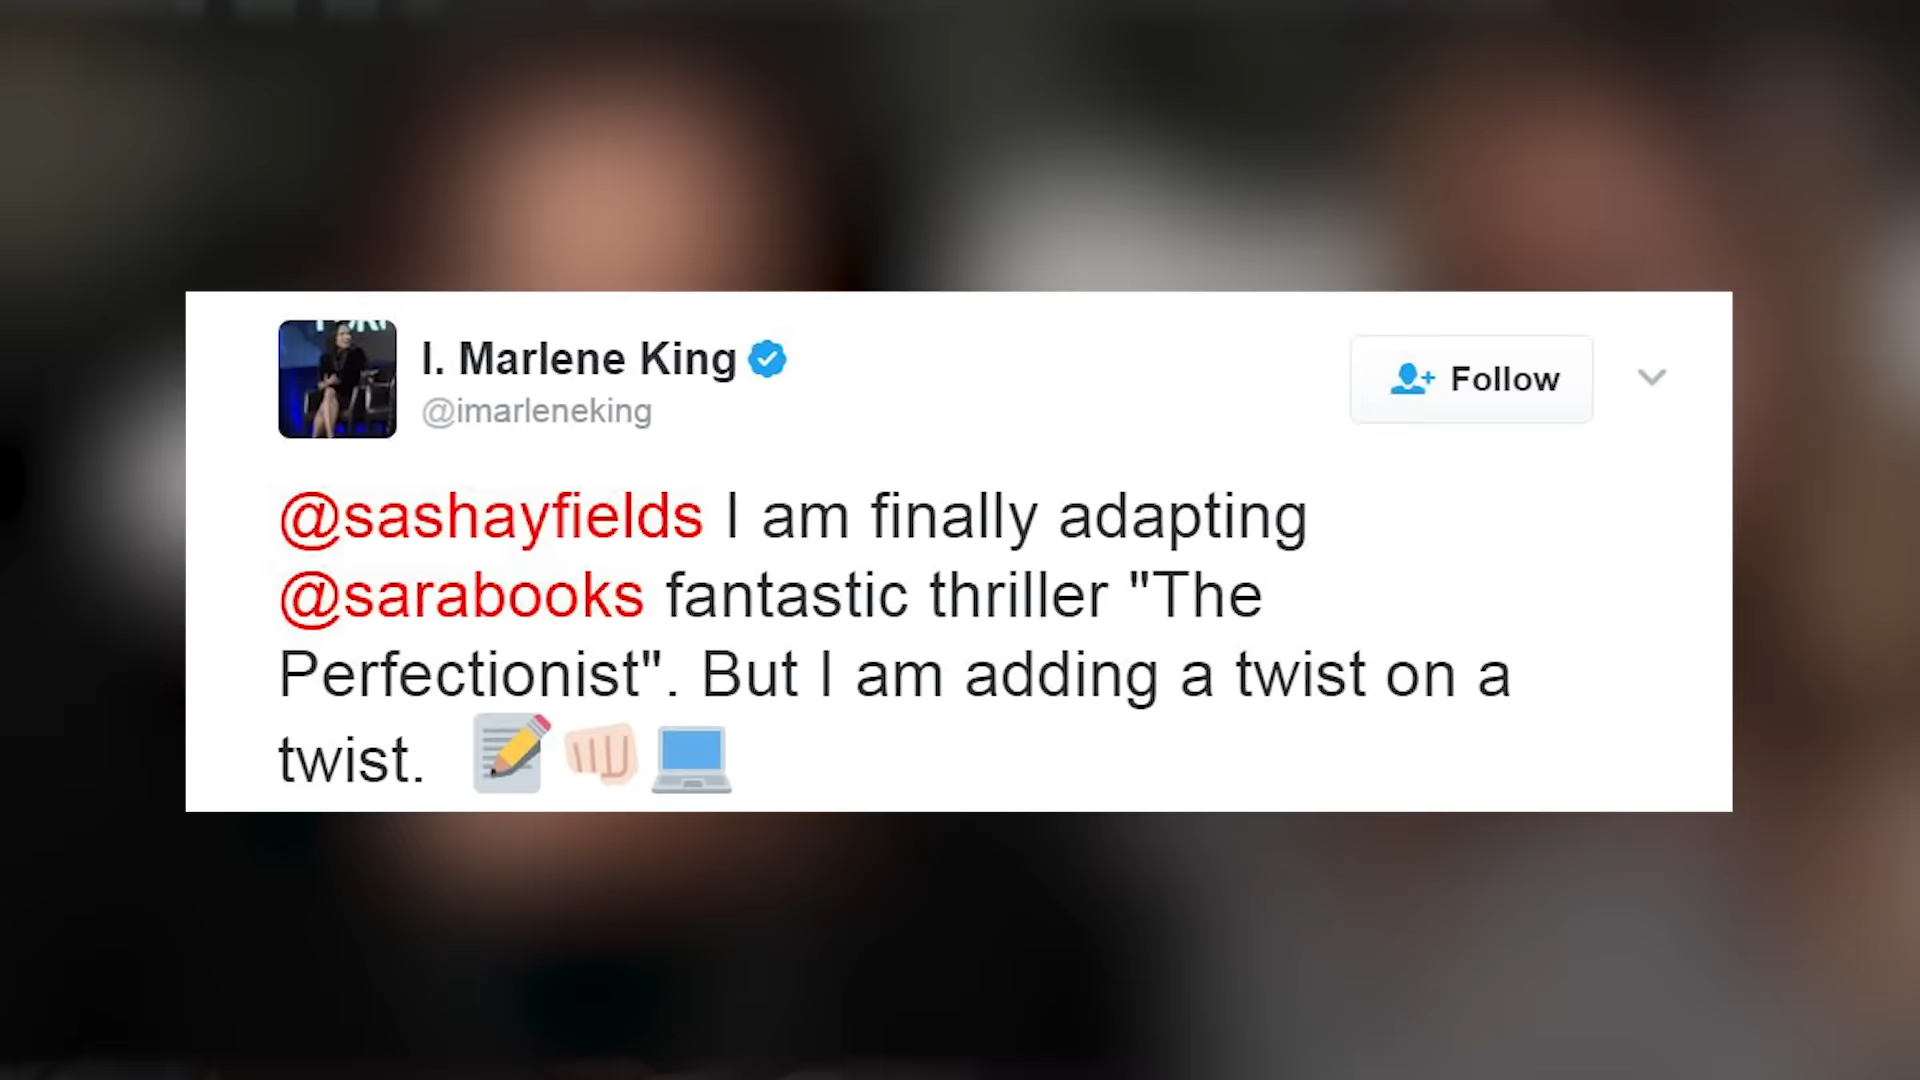 I. Marlene King
@imarleneking
Follow
@sashayfields I am finally adapting
@sarabooks fantastic thriller "The
Perfectionist". But I am adding a twist on a
twist.